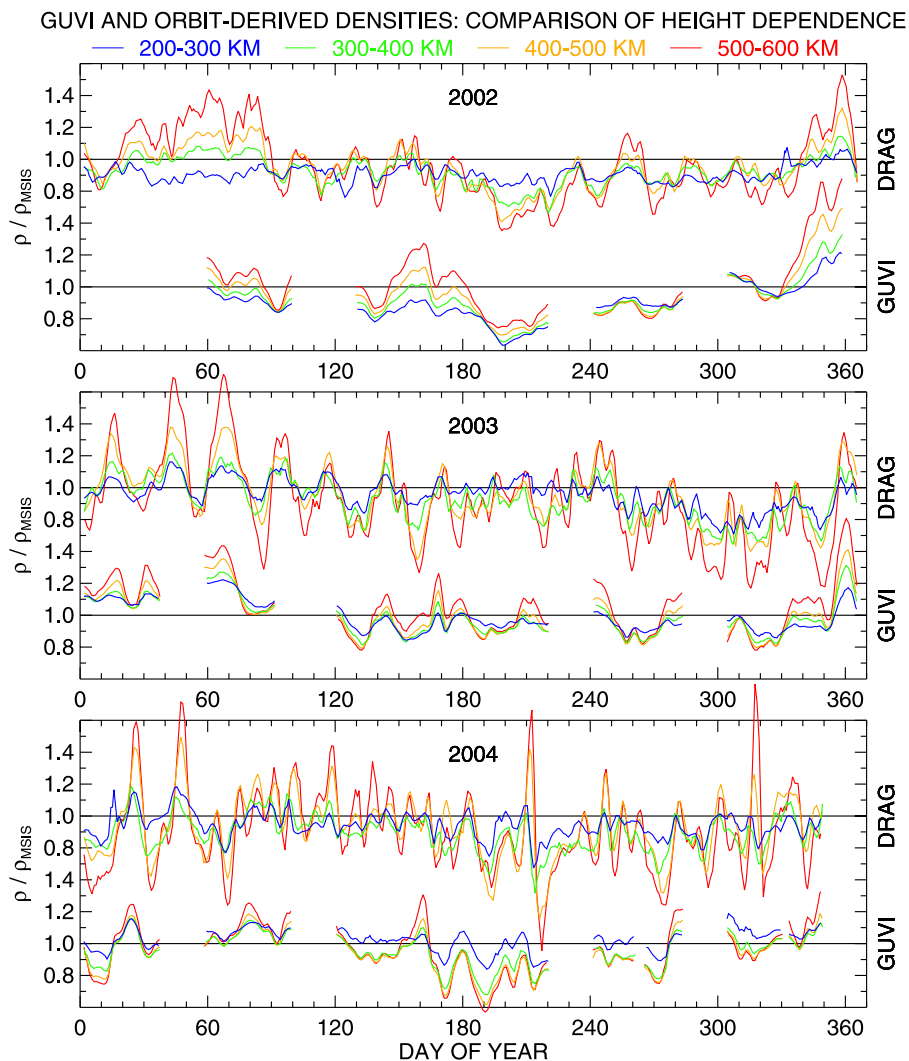 GUVI AND ORBIT-DERIVED DENSITIES: COMPARISON OF HEIGHT DEPENDENCE
200-300 KM 300-400 KM 400-500 KM 500-600 KM
2002
1.4
1.2
1.0
0.8
1.4
1.2
1.0
0.8
ρ / ρMSIS
DRAG
GUVI
0 60 120 180 240 300 360
2003
1.4
1.2
1.0
0.8
1.4
1.2
1.0
0.8
ρ / ρMSIS
DRAG
GUVI
0 60 120 180 240 300 360
2004
1.4
1.2
1.0
0.8
1.4
1.2
1.0
0.8
ρ / ρMSIS
DRAG
GUVI
0 60 120 180 240 300 360
DAY OF YEAR